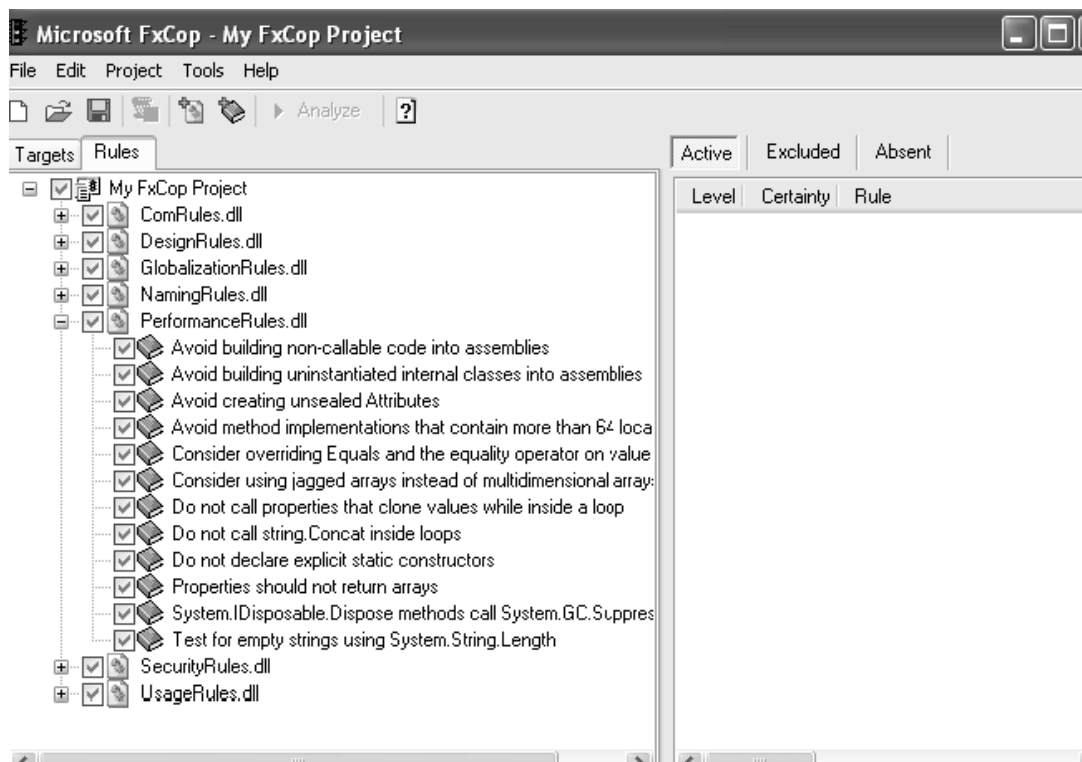 Microsoft FxCop - My FxCop Project
File Edit Project Tools Help
Analyze
Targets Rules
My FxCop Project
ComRules.dll
DesignRules.dll
GlobalizationRules.dll
NamingRules.dll
PerformanceRules.dll
Avoid building non-callable code into assemblies
Avoid building uninstantiated internal classes into assemblies
Avoid creating unsealed Attributes
Avoid method implementations that contain more than 64 loca
Consider overriding Equals and the equality operator on value
Consider using jagged arrays instead of multidimensional arrays
Do not call properties that clone values while inside a loop
Do not call string.Concat inside loops
Do not declare explicit static constructors
Properties should not return arrays
System.IDisposable.Dispose methods call System.GC.Suppres
Test for empty strings using System.String.Length
SecurityRules.dll
UsageRules.dll
Active Excluded Absent
Level Certainty Rule